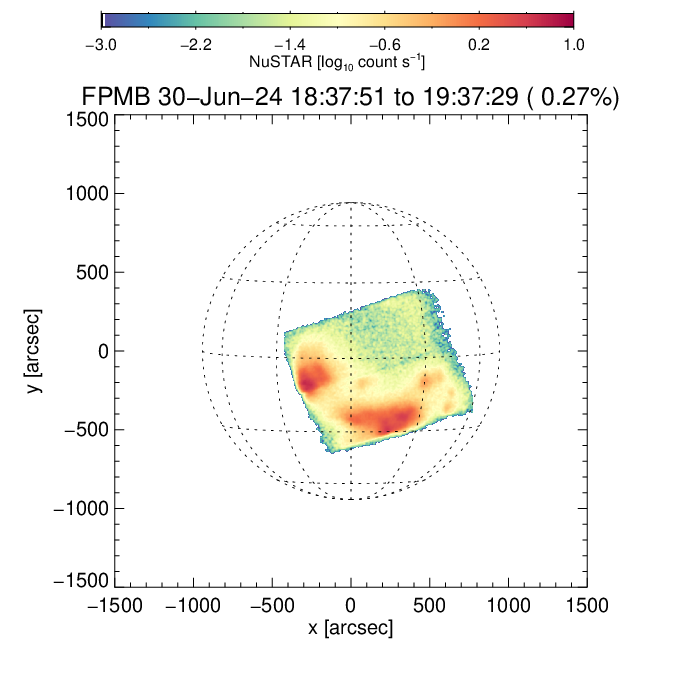 −3.0 −2.2 −1.4 −0.6 0.2 1.0
NuSTAR [log₁₀ count s⁻¹]
FPMB 30−Jun−24 18:37:51 to 19:37:29 ( 0.27%)
1500
1000
500
0
−500
−1000
−1500
y [arcsec]
−1500 −1000 −500 0 500 1000 1500
x [arcsec]